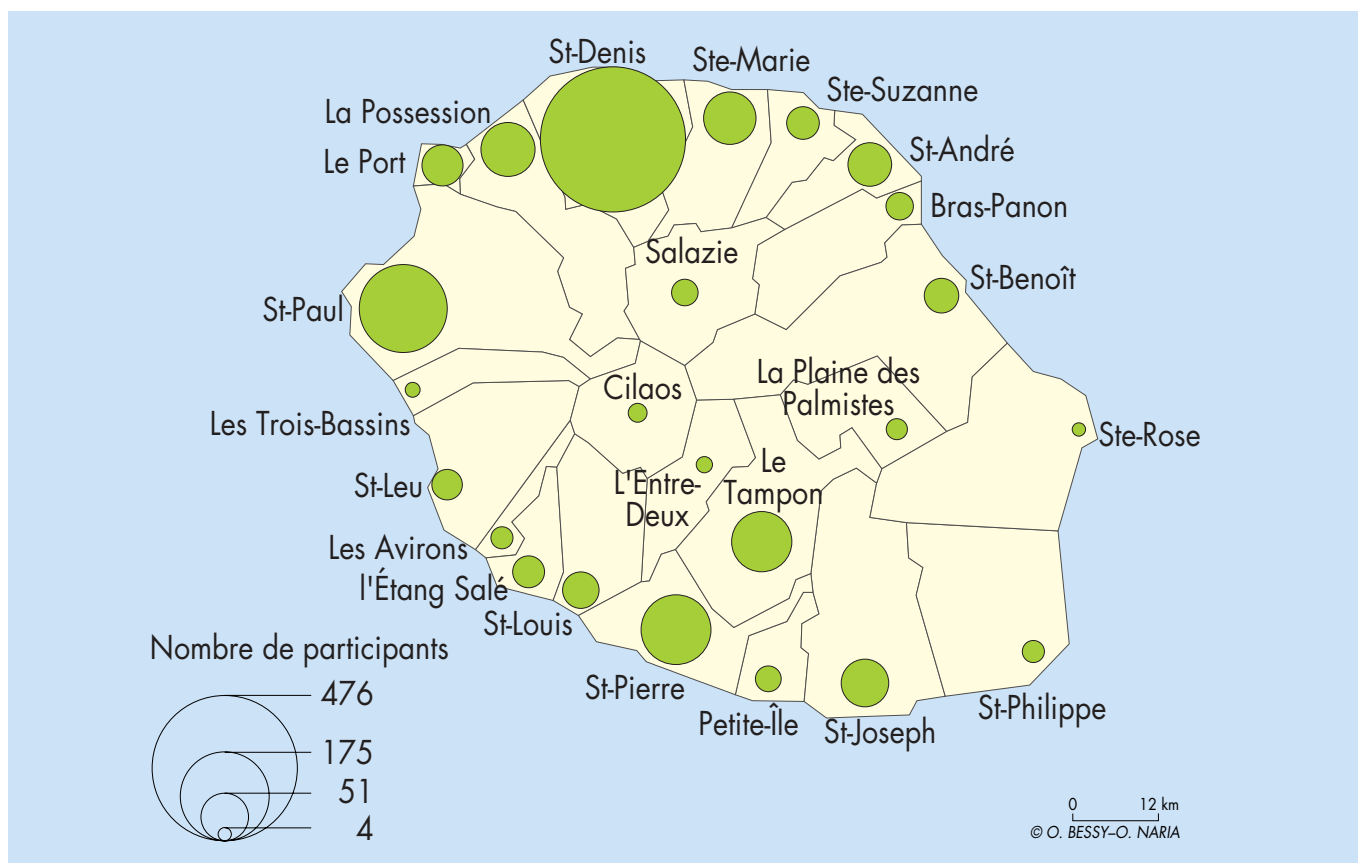 St-Denis
Ste-Marie
Ste-Suzanne
La Possession
Le Port
St-André
Bras-Panon
Salazie
St-Benoît
St-Paul
La Plaine des
Palmistes
Cilaos
Les Trois-Bassins
Ste-Rose
Le
Tampon
L'Entre-
Deux
St-Leu
Les Avirons
l'Étang Salé
St-Louis
St-Pierre
Petite-Île
St-Joseph
St-Philippe
Nombre de participants
476
175
51
4
0 12 km
© O. BESSY–O. NARIA